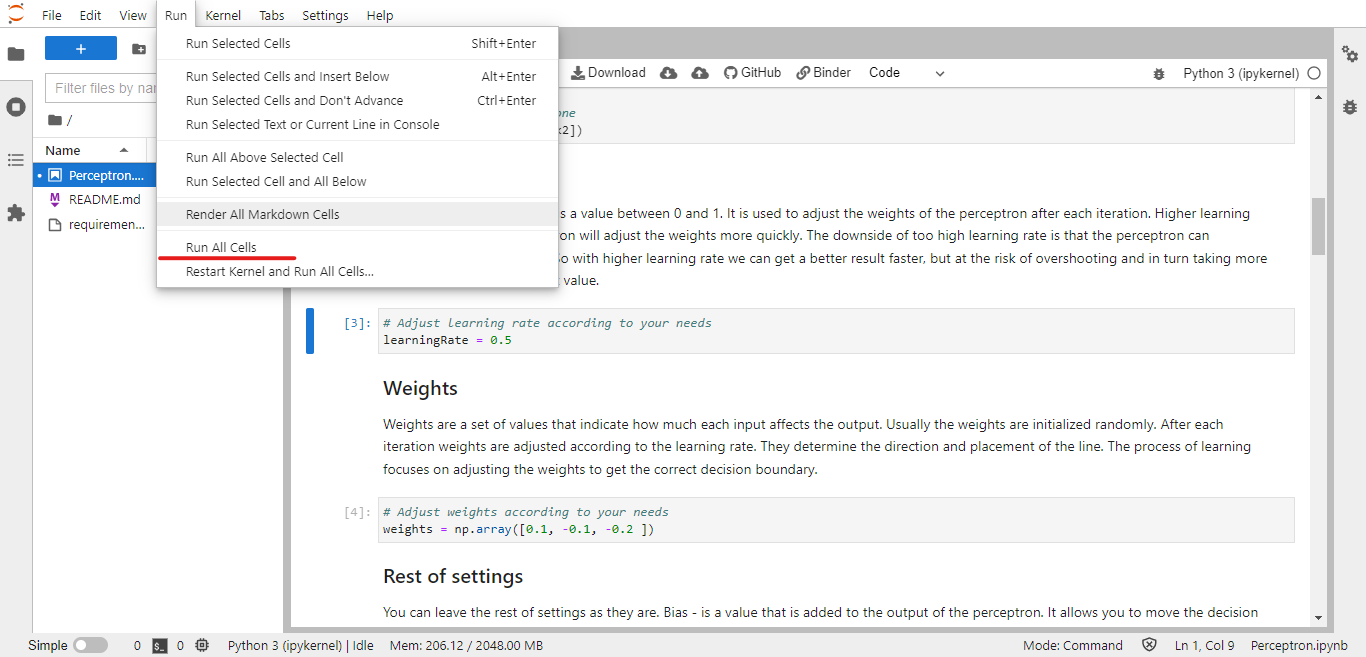 File Edit View Run Kernel Tabs Settings Help
Run Selected Cells Shift+Enter
Run Selected Cells and Insert Below Alt+Enter
Run Selected Cells and Don't Advance Ctrl+Enter
Run Selected Text or Current Line in Console
Run All Above Selected Cell
Run Selected Cell and All Below
Render All Markdown Cells
Run All Cells
Restart Kernel and Run All Cells...
+
Filter files by
/
Name
Perceptron....
README.md
requiremen...
Download GitHub Binder Code Python 3 (ipykernel)
2])
s a value between 0 and 1. It is used to adjust the weights of the perceptron after each iteration. Higher learning
on will adjust the weights more quickly. The downside of too high learning rate is that the perceptron can
o with higher learning rate we can get a better result faster, but at the risk of overshooting and in turn taking more
value.
[3]: # Adjust learning rate according to your needs
learningRate = 0.5
Weights
Weights are a set of values that indicate how much each input affects the output. Usually the weights are initialized randomly. After each
iteration weights are adjusted according to the learning rate. They determine the direction and placement of the line. The process of learning
focuses on adjusting the weights to get the correct decision boundary.
[4]: # Adjust weights according to your needs
weights = np.array([0.1, -0.1, -0.2 ])
Rest of settings
You can leave the rest of settings as they are. Bias - is a value that is added to the output of the perceptron. It allows you to move the decision
Simple 0 $_ 0 Python 3 (ipykernel) | Idle Mem: 206.12 / 2048.00 MB Mode: Command Ln 1, Col 9 Perceptron.ipynb